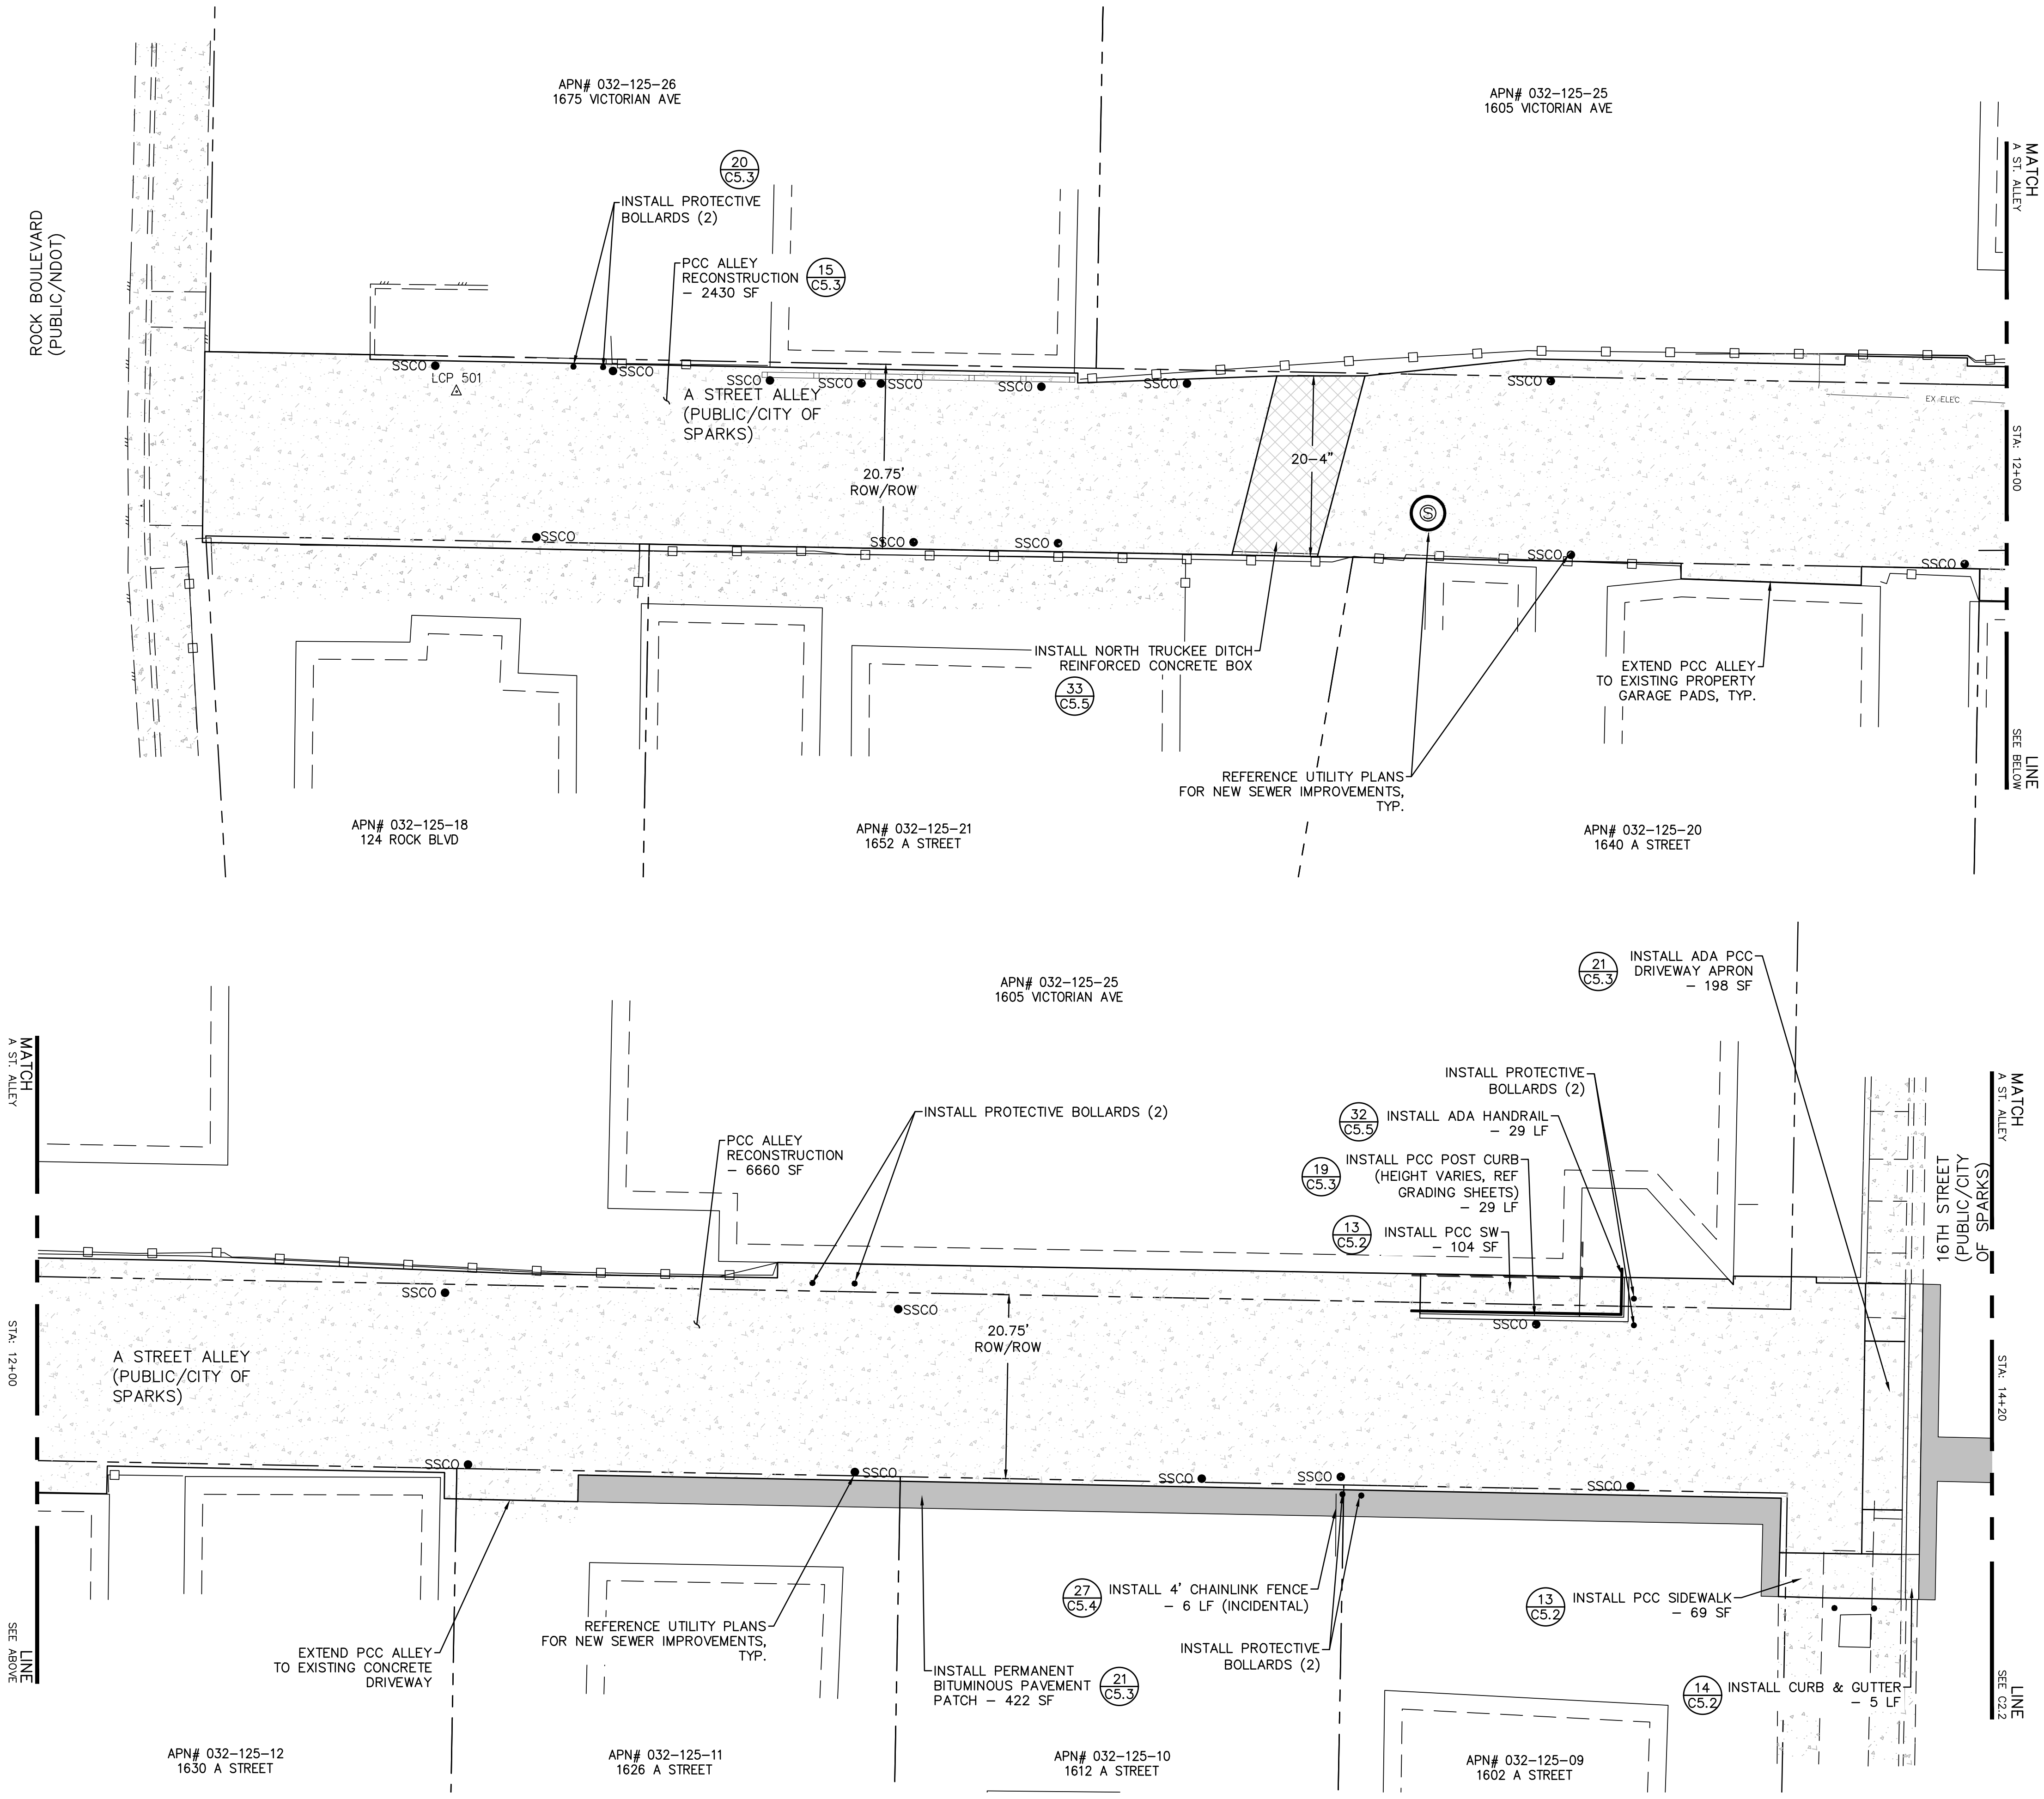 APN# 032-125-26
1675 VICTORIAN AVE
APN# 032-125-25
1605 VICTORIAN AVE
MATCH
A ST. ALLEY
STA: 12+00
LINE
SEE BELOW
ROCK BOULEVARD
(PUBLIC/NDOT)
20
C5.3
INSTALL PROTECTIVE
BOLLARDS (2)
PCC ALLEY
RECONSTRUCTION
- 2430 SF
15
C5.3
SSCO
LCP 501
SSCO
SSCO
SSCO
SSCO
SSCO
SSCO
SSCO
EX ELEC
A STREET ALLEY
(PUBLIC/CITY OF
SPARKS)
20.75'
ROW/ROW
20-4"
S
SSCO
SSCO
SSCO
SSCO
SSCO
INSTALL NORTH TRUCKEE DITCH
REINFORCED CONCRETE BOX
33
C5.5
EXTEND PCC ALLEY
TO EXISTING PROPERTY
GARAGE PADS, TYP.
REFERENCE UTILITY PLANS
FOR NEW SEWER IMPROVEMENTS,
TYP.
APN# 032-125-18
124 ROCK BLVD
APN# 032-125-21
1652 A STREET
APN# 032-125-20
1640 A STREET
MATCH
A ST. ALLEY
STA: 12+00
LINE
SEE ABOVE
APN# 032-125-25
1605 VICTORIAN AVE
21
C5.3
INSTALL ADA PCC
DRIVEWAY APRON
- 198 SF
INSTALL PROTECTIVE
BOLLARDS (2)
32
C5.5
INSTALL ADA HANDRAIL
- 29 LF
19
C5.3
INSTALL PCC POST CURB
(HEIGHT VARIES, REF
GRADING SHEETS)
- 29 LF
13
C5.2
INSTALL PCC SW
- 104 SF
INSTALL PROTECTIVE BOLLARDS (2)
PCC ALLEY
RECONSTRUCTION
- 6660 SF
MATCH
A ST. ALLEY
STA: 14+20
LINE
SEE C2.2
16TH STREET
(PUBLIC/CITY
OF SPARKS)
SSCO
SSCO
SSCO
20.75'
ROW/ROW
A STREET ALLEY
(PUBLIC/CITY OF
SPARKS)
SSCO
SSCO
SSCO
SSCO
SSCO
27
C5.4
INSTALL 4' CHAINLINK FENCE
- 6 LF (INCIDENTAL)
13
C5.2
INSTALL PCC SIDEWALK
- 69 SF
REFERENCE UTILITY PLANS
FOR NEW SEWER IMPROVEMENTS,
TYP.
EXTEND PCC ALLEY
TO EXISTING CONCRETE
DRIVEWAY
INSTALL PERMANENT
BITUMINOUS PAVEMENT
PATCH - 422 SF
21
C5.3
INSTALL PROTECTIVE
BOLLARDS (2)
14
C5.2
INSTALL CURB & GUTTER
- 5 LF
APN# 032-125-12
1630 A STREET
APN# 032-125-11
1626 A STREET
APN# 032-125-10
1612 A STREET
APN# 032-125-09
1602 A STREET